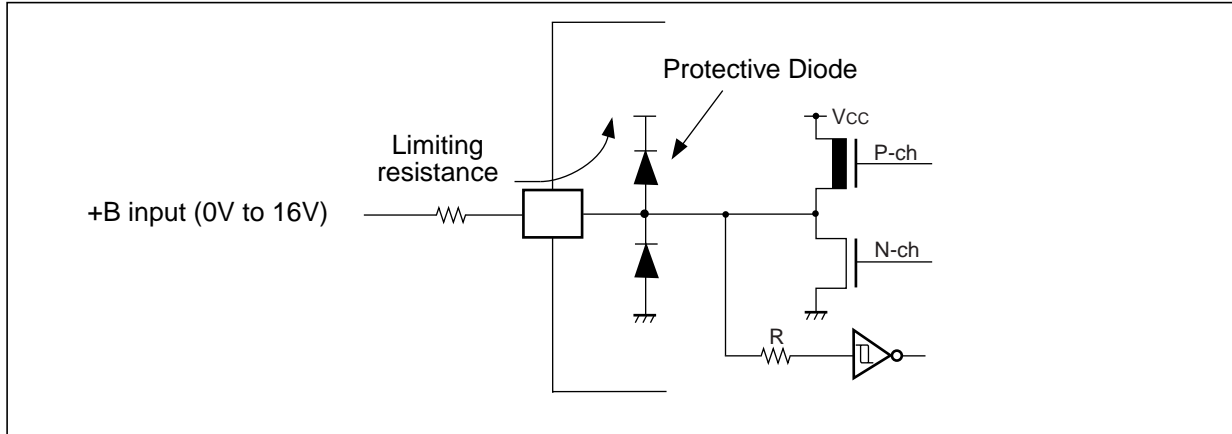 Protective Diode
Limiting
resistance
VCC
P-ch
+B input (0V to 16V)
N-ch
R